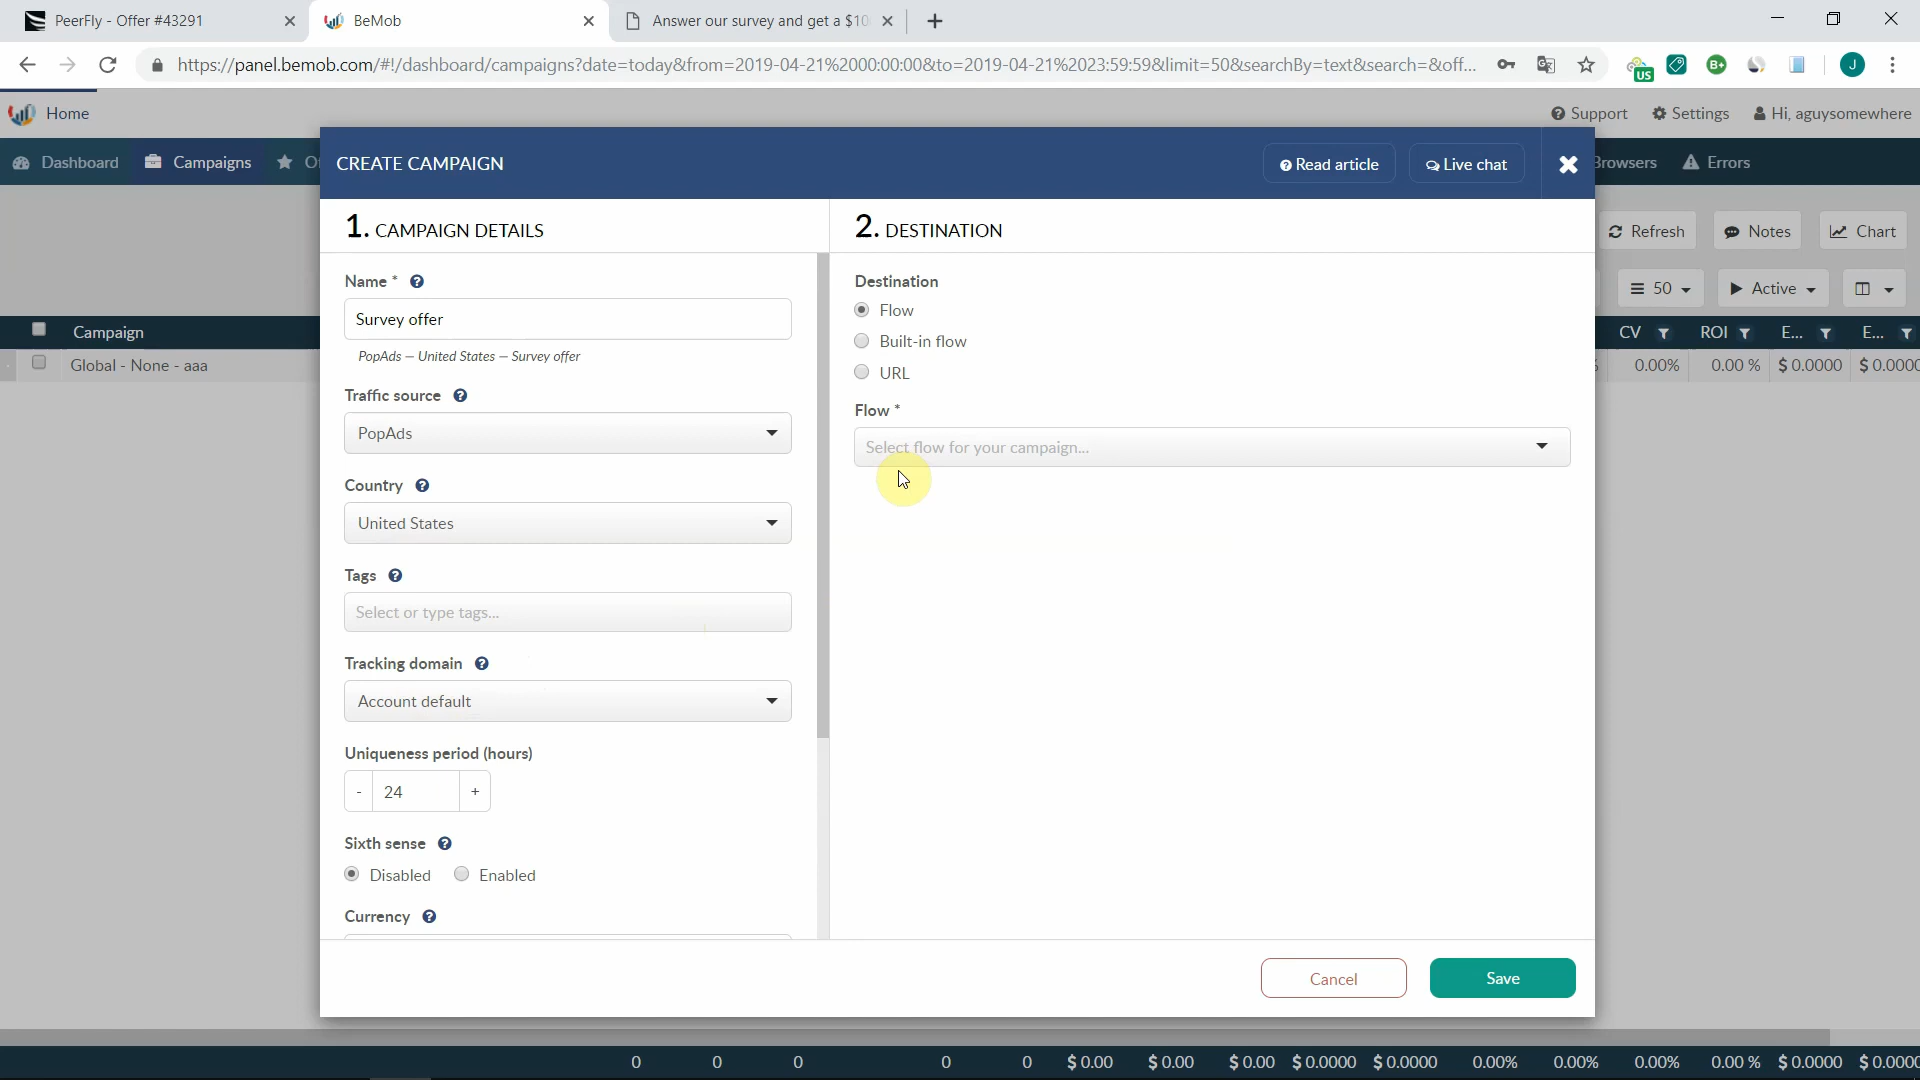 PeerFly - Offer #43291
BeMob
Answer our survey and get a $10
https://panel.bemob.com/#!/dashboard/campaigns?date=today&from=2019-04-21%2000:00:00&to=2019-04-21%2023:59:59&limit=50&searchBy=text&search=&off...
US
B+
J
Home
Support
Settings
Hi, aguysomewhere
Dashboard
Campaigns
Browsers
Errors
CREATE CAMPAIGN
Read article
Live chat
1. CAMPAIGN DETAILS
2. DESTINATION
Refresh
Notes
Chart
50
Active
Campaign
CV
ROI
E...
E...
Global - None - aaa
0.00%
0.00 %
$ 0.0000
$ 0.0000
Name *
Survey offer
PopAds — United States — Survey offer
Traffic source
PopAds
Country
United States
Tags
Select or type tags...
Tracking domain
Account default
Uniqueness period (hours)
- 24 +
Sixth sense
Disabled
Enabled
Currency
Destination
Flow
Built-in flow
URL
Flow *
Select flow for your campaign...
Cancel
Save
0 0 0 0 0 $ 0.00 $ 0.00 $ 0.00 $ 0.0000 $ 0.0000 0.00% 0.00% 0.00% 0.00 % $ 0.0000 $ 0.0000